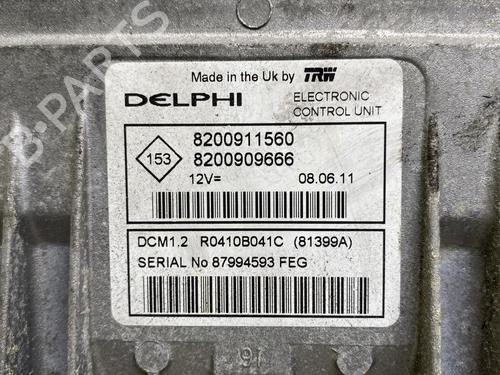 B-PARTS
Made in the Uk by TRW
DELPHI
ELECTRONIC
CONTROL UNIT
153
8200911560
8200909666
12V=
08.06.11
DCM1.2 R0410B041C (81399A)
SERIAL No 87994593 FEG